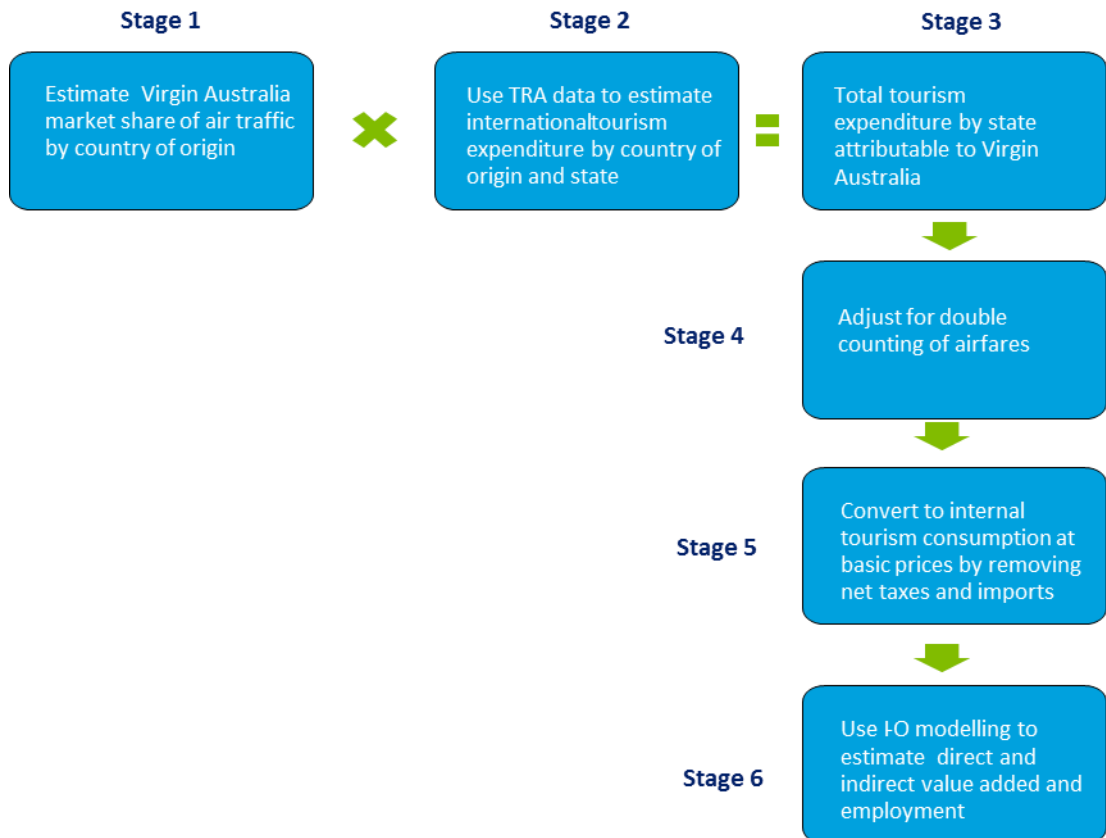 Stage 1
Stage 2
Stage 3
Estimate Virgin Australia
market share of air traffic
by country of origin
Use TRA data to estimate
internationaltourism
expenditure by country of
origin and state
Total tourism
expenditure by state
attributable to Virgin
Australia
Stage 4
Adjust for double
counting of airfares
Stage 5
Convert to internal
tourism consumption at
basic prices by removing
net taxes and imports
Stage 6
Use I-O modelling to
estimate direct and
indirect value added and
employment